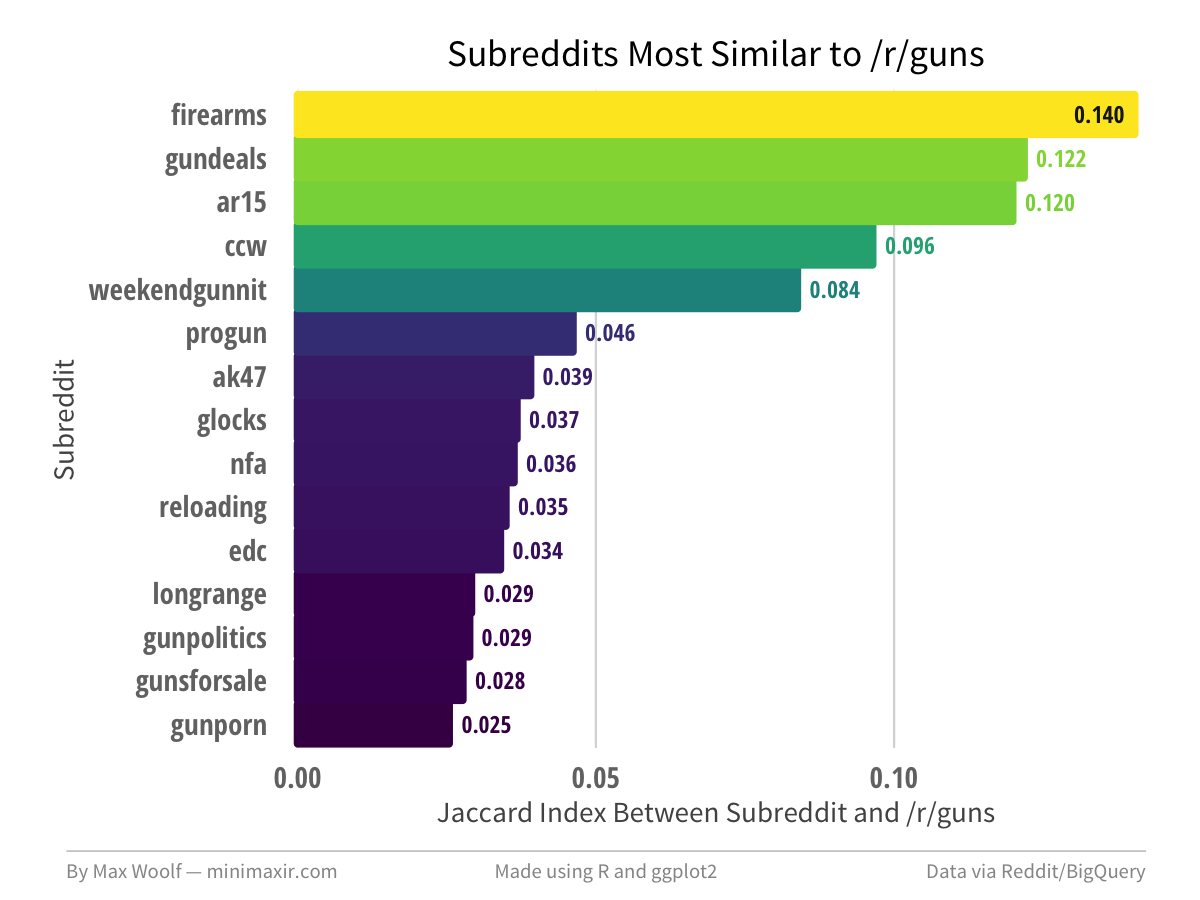 Subreddits Most Similar to /r/guns
firearms 0.140
gundeals 0.122
ar15 0.120
ccw 0.096
weekendgunnit 0.084
progun 0.046
ak47 0.039
glocks 0.037
nfa 0.036
reloading 0.035
edc 0.034
longrange 0.029
gunpolitics 0.029
gunsforsale 0.028
gunporn 0.025
Subreddit
0.00 0.05 0.10
Jaccard Index Between Subreddit and /r/guns
By Max Woolf — minimaxir.com Made using R and ggplot2 Data via Reddit/BigQuery